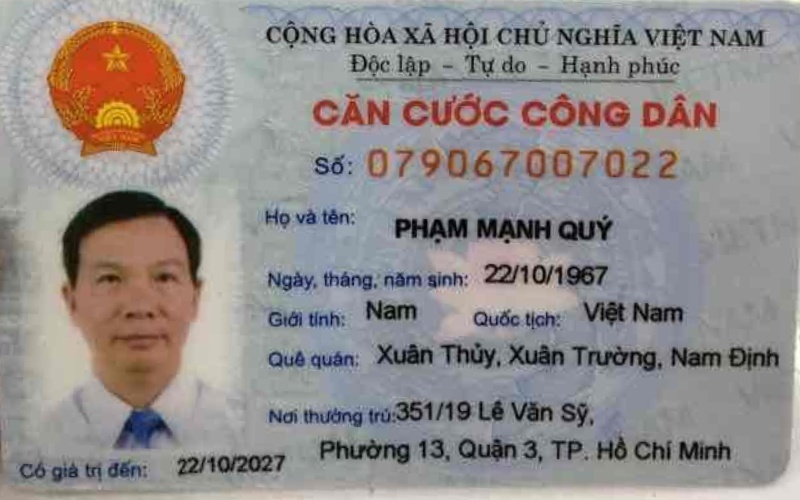 CỘNG HÒA XÃ HỘI CHỦ NGHĨA VIỆT NAM
Độc lập - Tự do - Hạnh phúc
CĂN CƯỚC CÔNG DÂN
Số: 079067007022
Họ và tên: PHẠM MẠNH QUÝ
Ngày, tháng, năm sinh: 22/10/1967
Giới tính: Nam Quốc tịch: Việt Nam
Quê quán: Xuân Thủy, Xuân Trường, Nam Định
Nơi thường trú: 351/19 Lê Văn Sỹ,
Phường 13, Quận 3, TP. Hồ Chí Minh
Có giá trị đến: 22/10/2027